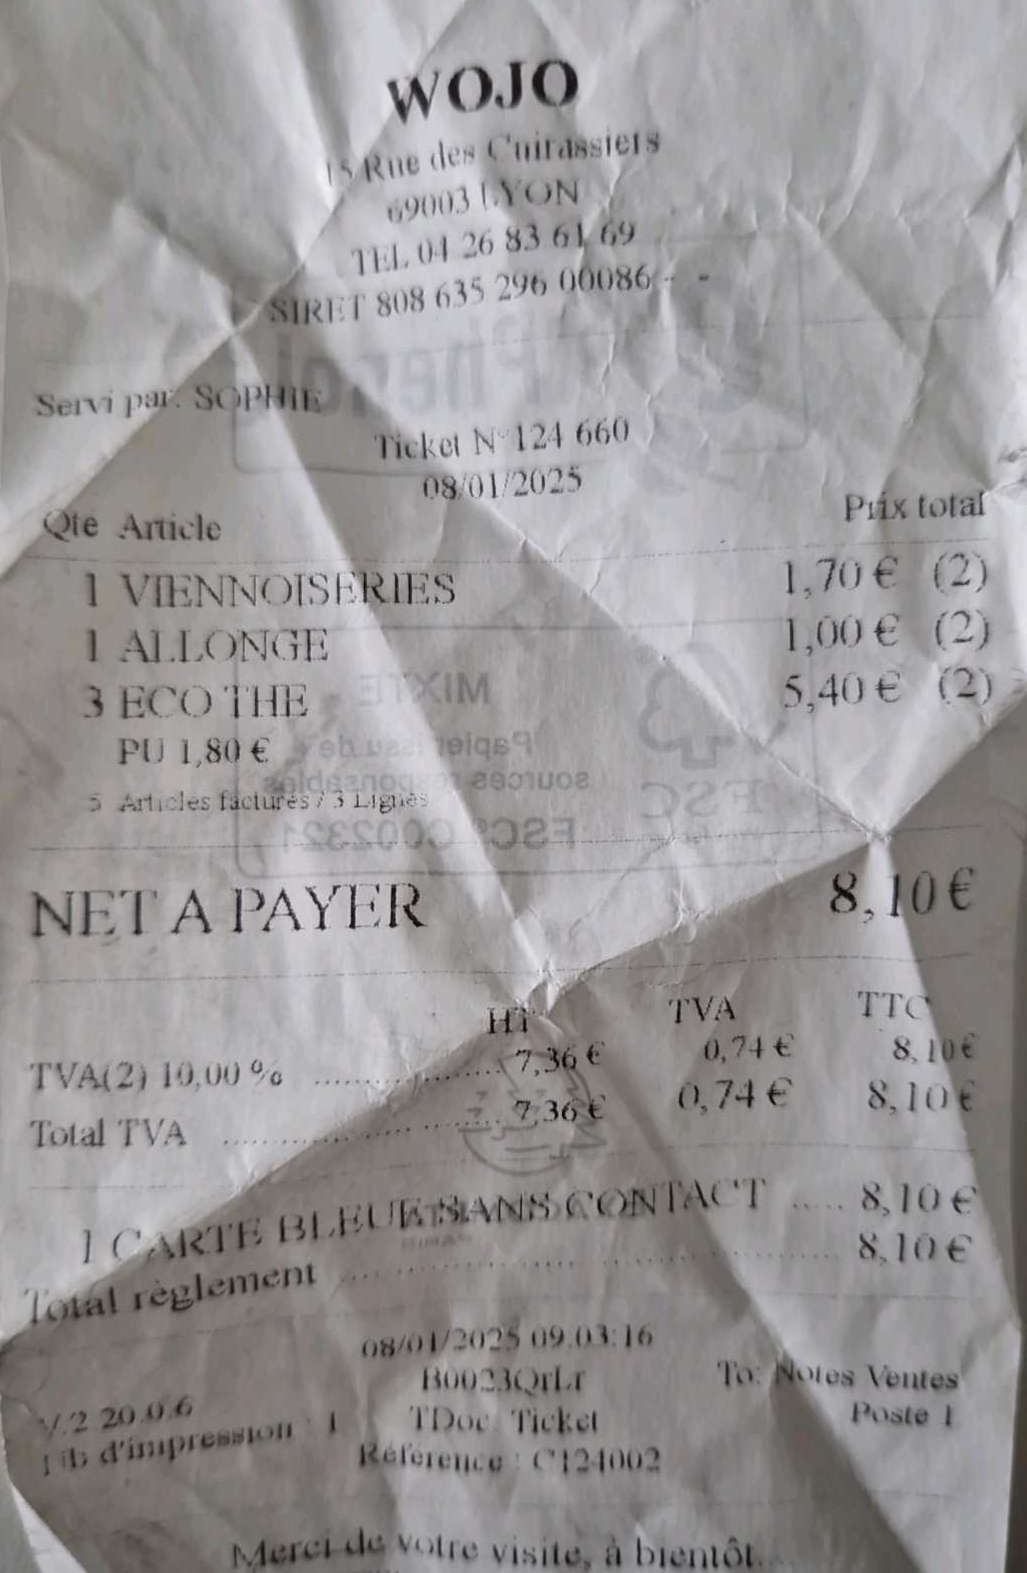 WOJO
15 Rue des Cuirassiers
69003 LYON
TEL 04 26 83 61 69
SIRET 808 635 296 00086 - -
Servi par: SOPHIE
Ticket N°124 660
08/01/2025
Qte Article Prix total
1 VIENNOISERIES 1,70 € (2)
1 ALLONGE 1,00 € (2)
3 ECO THE 5,40 € (2)
PU 1,80 €
5 Articles facturés / 3 Lignes
MIXTE
Papier issu de
sources responsables
FSC® C002321
FSC
NET A PAYER 8,10 €
HT TVA TTC
TVA(2) 10,00 % ........ 7,36 € 0,74 € 8,10 €
Total TVA ........ 7,36 € 0,74 € 8,10 €
1 CARTE BLEUE SANS CONTACT ..... 8,10 €
Total règlement ........ 8,10 €
08/01/2025 09:03:16
B0023QrLr To: Notes Ventes
V.2 20.0.6 TDoc. Ticket Poste 1
Nb d'impression : 1 Référence : C124002
Merci de votre visite, à bientôt...